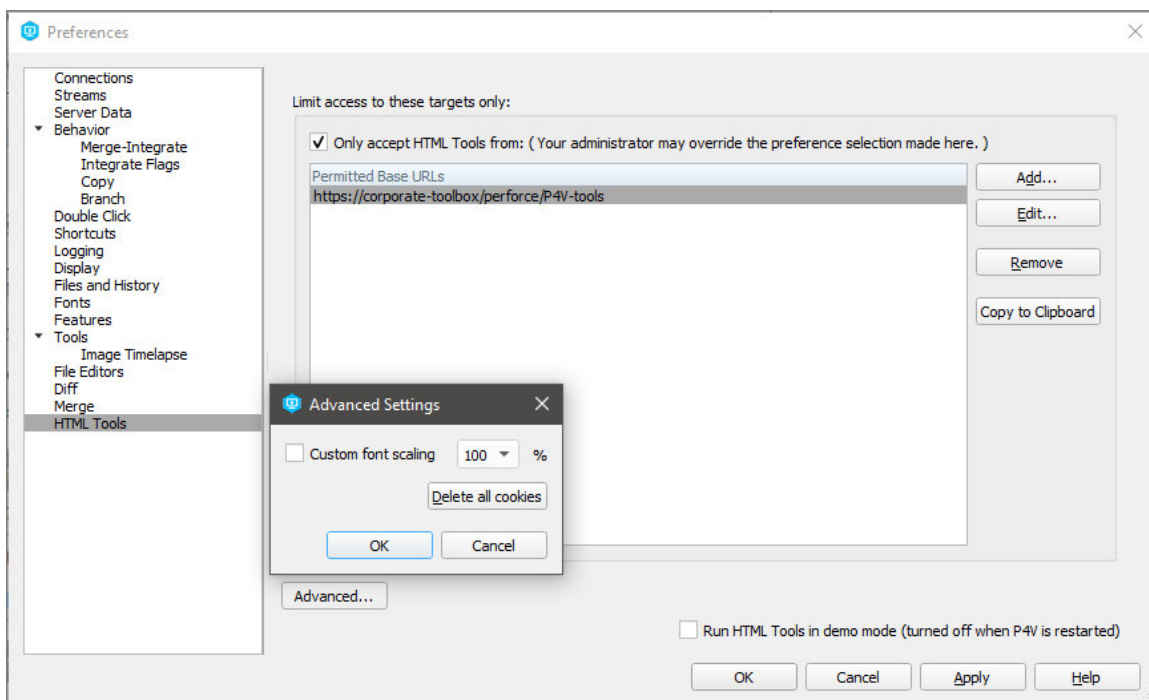 Preferences
Connections
Streams
Server Data
Behavior
Merge-Integrate
Integrate Flags
Copy
Branch
Double Click
Shortcuts
Logging
Display
Files and History
Fonts
Features
Tools
Image Timelapse
File Editors
Diff
Merge
HTML Tools
Limit access to these targets only:
Only accept HTML Tools from: ( Your administrator may override the preference selection made here. )
Permitted Base URLs
https://corporate-toolbox/perforce/P4V-tools
Add...
Edit...
Remove
Copy to Clipboard
Advanced Settings
Custom font scaling 100 %
Delete all cookies
OK Cancel
Advanced...
Run HTML Tools in demo mode (turned off when P4V is restarted)
OK Cancel Apply Help